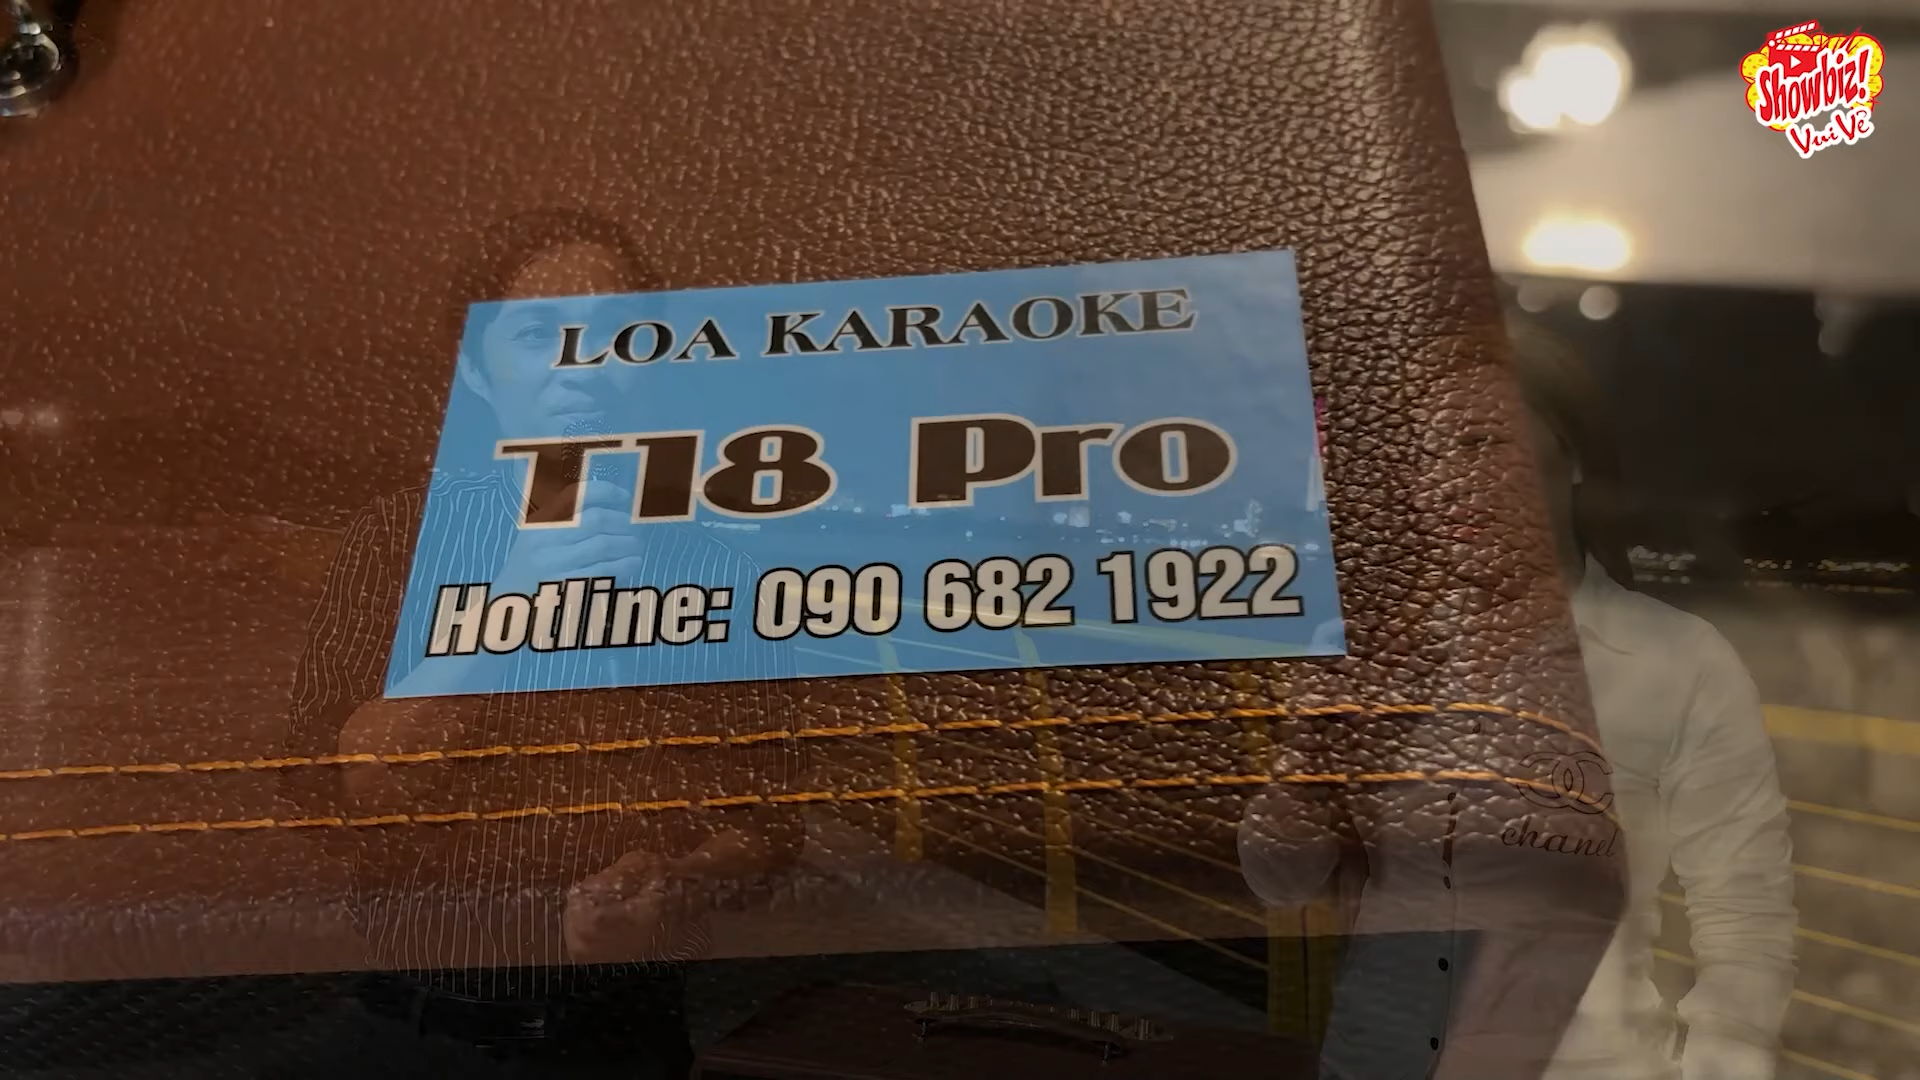 Showbiz!
Vui Vẻ
LOA KARAOKE
T18 Pro
Hotline: 090 682 1922
chanel